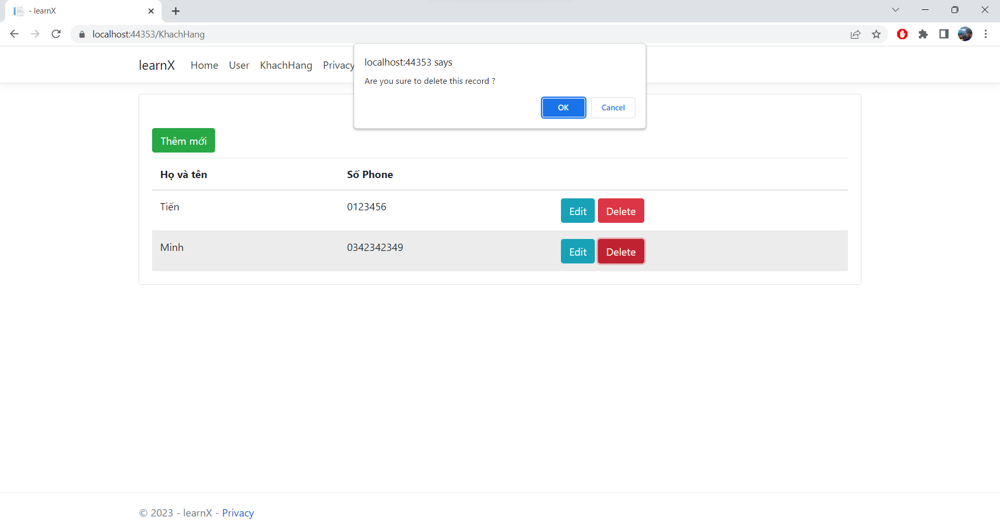 - learnX
localhost:44353/KhachHang
learnX Home User KhachHang Privacy
localhost:44353 says
Are you sure to delete this record ?
OK Cancel
Thêm mới
Họ và tên Số Phone
Tiến 0123456 Edit Delete
Minh 0342342349 Edit Delete
© 2023 - learnX - Privacy